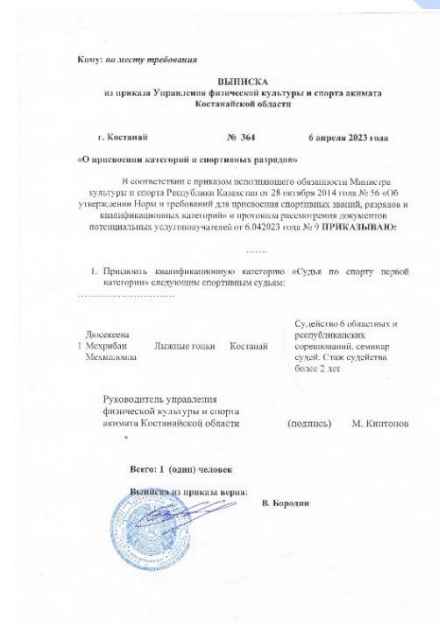 Кому: по месту требования
ВЫПИСКА
из приказа Управления физической культуры и спорта акимата
Костанайской области
г. Костанай № 364 6 апреля 2023 года
«О присвоении категорий и спортивных разрядов»
В соответствии с приказом исполняющего обязанности Министра
культуры и спорта Республики Казахстан от 28 октября 2014 года № 56 «Об
утверждении Норм и требований для присвоения спортивных званий, разрядов и
квалификационных категорий» и протокола рассмотрения документов
потенциальных услугополучателей от 6.042023 года № 9 ПРИКАЗЫВАЮ:
…….
1. Присвоить квалификационную категорию «Судья по спорту первой
категории» следующим спортивным судьям:
…………………………
1 Дюсекеева
Мехрибан
Мехмановна
Лыжные гонки
Костанай
Судейство 6 областных и
республиканских
соревнований, семинар
судей. Стаж судейства
более 2 лет
Руководитель управления
физической культуры и спорта
акимата Костанайской области (подпись) М.
Всего: 1 (один) человек
Выписка из приказа верна:
В. Бородин